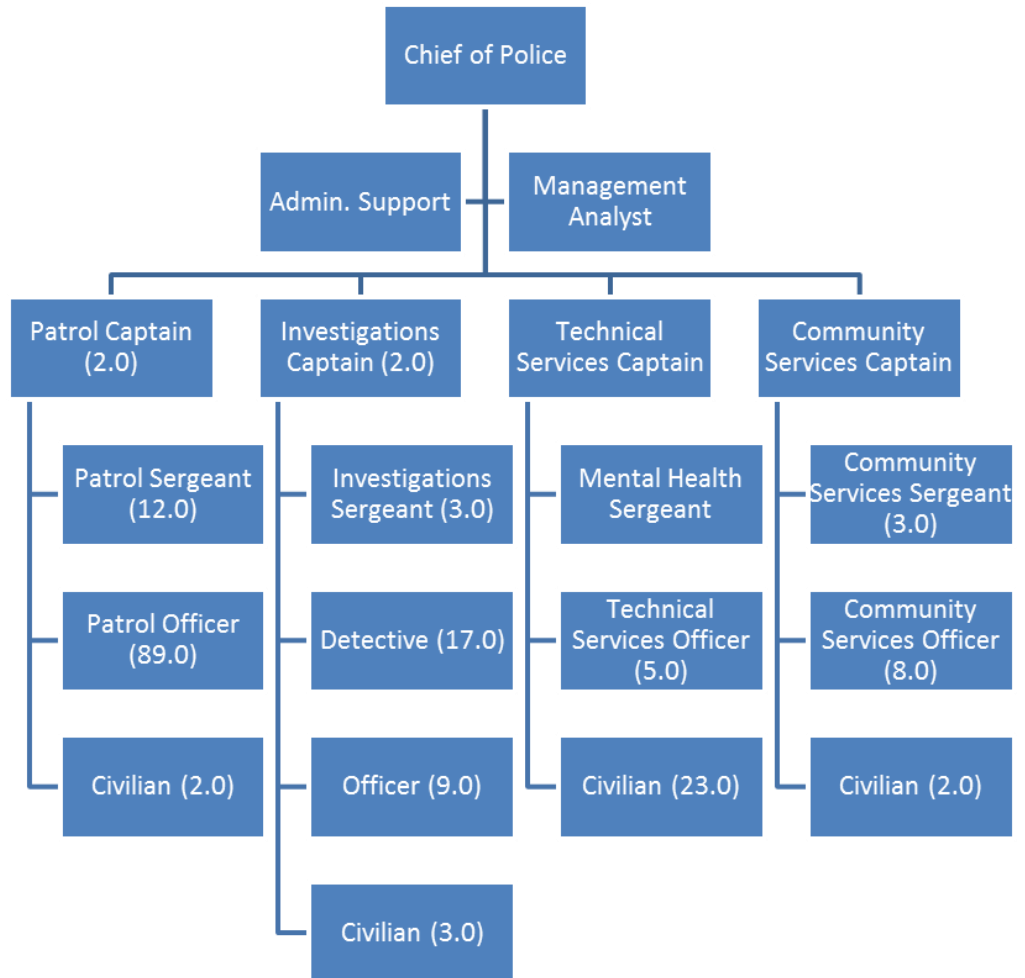 Chief of Police
Admin. Support
Management
Analyst
Patrol Captain
(2.0)
Investigations
Captain (2.0)
Technical
Services Captain
Community
Services Captain
Patrol Sergeant
(12.0)
Investigations
Sergeant (3.0)
Mental Health
Sergeant
Community
Services Sergeant
(3.0)
Patrol Officer
(89.0)
Detective (17.0)
Technical
Services Officer
(5.0)
Community
Services Officer
(8.0)
Civilian (2.0)
Officer (9.0)
Civilian (23.0)
Civilian (2.0)
Civilian (3.0)